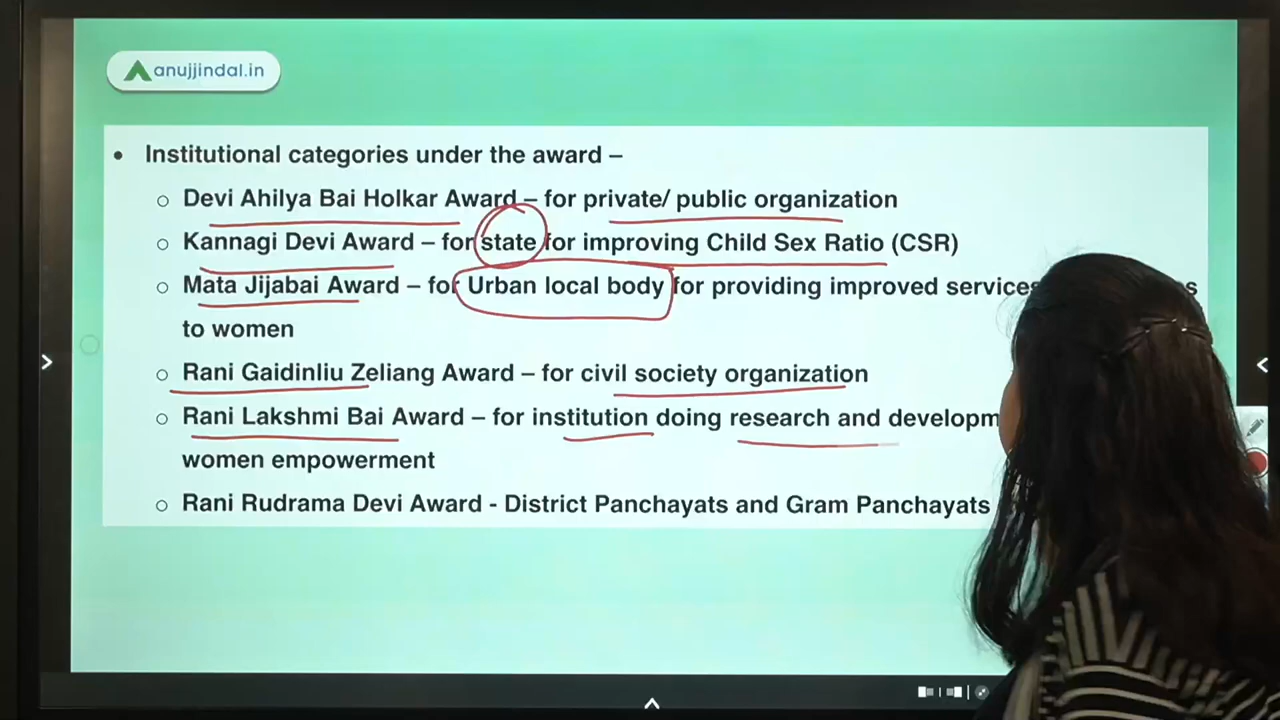 anujjindal.in
• Institutional categories under the award –
○ Devi Ahilya Bai Holkar Award – for private/ public organization
○ Kannagi Devi Award – for state for improving Child Sex Ratio (CSR)
○ Mata Jijabai Award – for Urban local body for providing improved services
to women
○ Rani Gaidinliu Zeliang Award – for civil society organization
○ Rani Lakshmi Bai Award – for institution doing research and
women empowerment
○ Rani Rudrama Devi Award - District Panchayats and Gram Panchayats